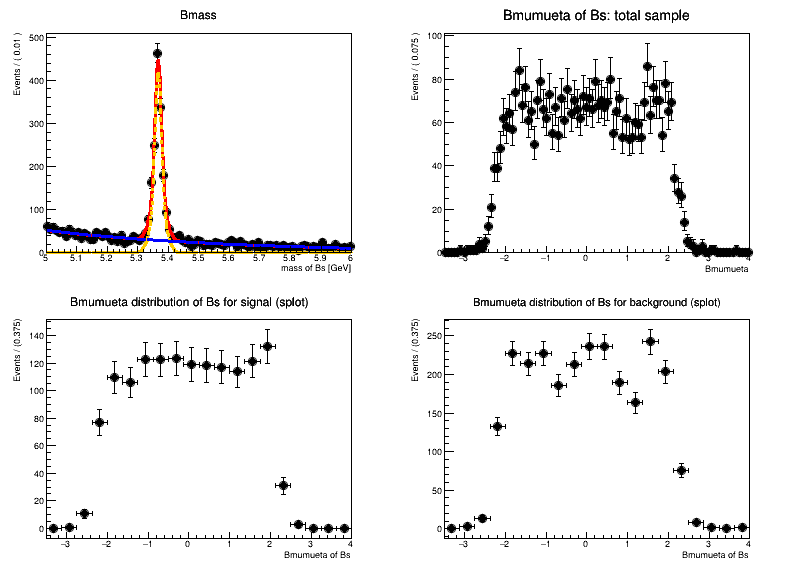 Bmass
Events / ( 0.01 )
500
400
300
200
100
0
5 5.1 5.2 5.3 5.4 5.5 5.6 5.7 5.8 5.9 6
mass of Bs [GeV]
Bmumueta of Bs: total sample
Events / ( 0.075 )
100
80
60
40
20
0
−3 −2 −1 0 1 2 3 4
Bmumueta
Bmumueta distribution of Bs for signal (splot)
Events / (0.375)
140
120
100
80
60
40
20
0
−3 −2 −1 0 1 2 3 4
Bmumueta of Bs
Bmumueta distribution of Bs for background (splot)
Events / (0.375)
250
200
150
100
50
0
−3 −2 −1 0 1 2 3 4
Bmumueta of Bs